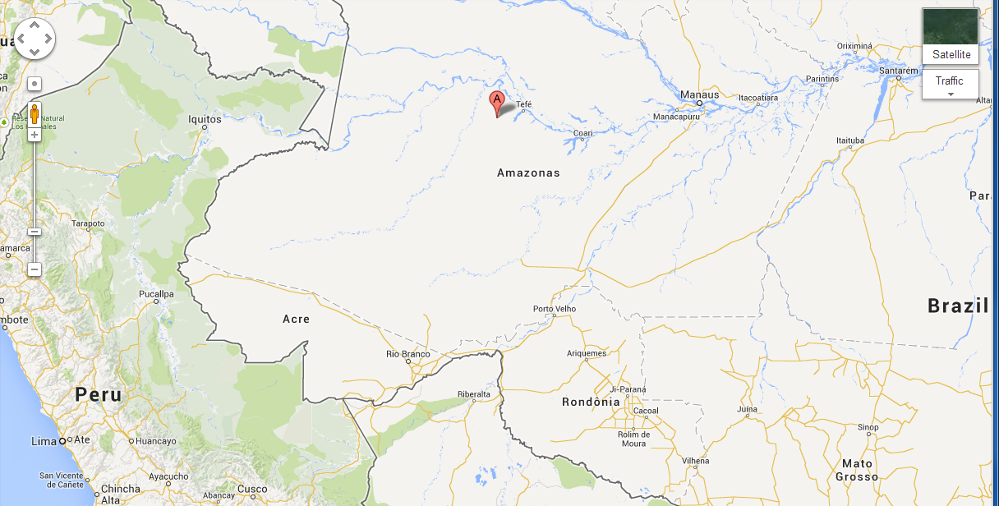 Satellite
Traffic
Oriximiná
Santarém
Parintins
Manaus
Itacoatiara
Manacapuru
A
Tefé
Coari
Iquitos
Itaituba
Amazonas
Tarapoto
Pucallpa
Acre
Porto Velho
Brazil
Rio Branco
Ariquemes
Peru
Riberalta
Ji-Paraná
Rondônia
Cacoal
Juína
Rolim de
Moura
Sinop
Lima
Ate
Huancayo
Vilhena
Mato
Grosso
San Vicente
de Cañete
Ayacucho
Chincha
Alta
Abancay
Cusco